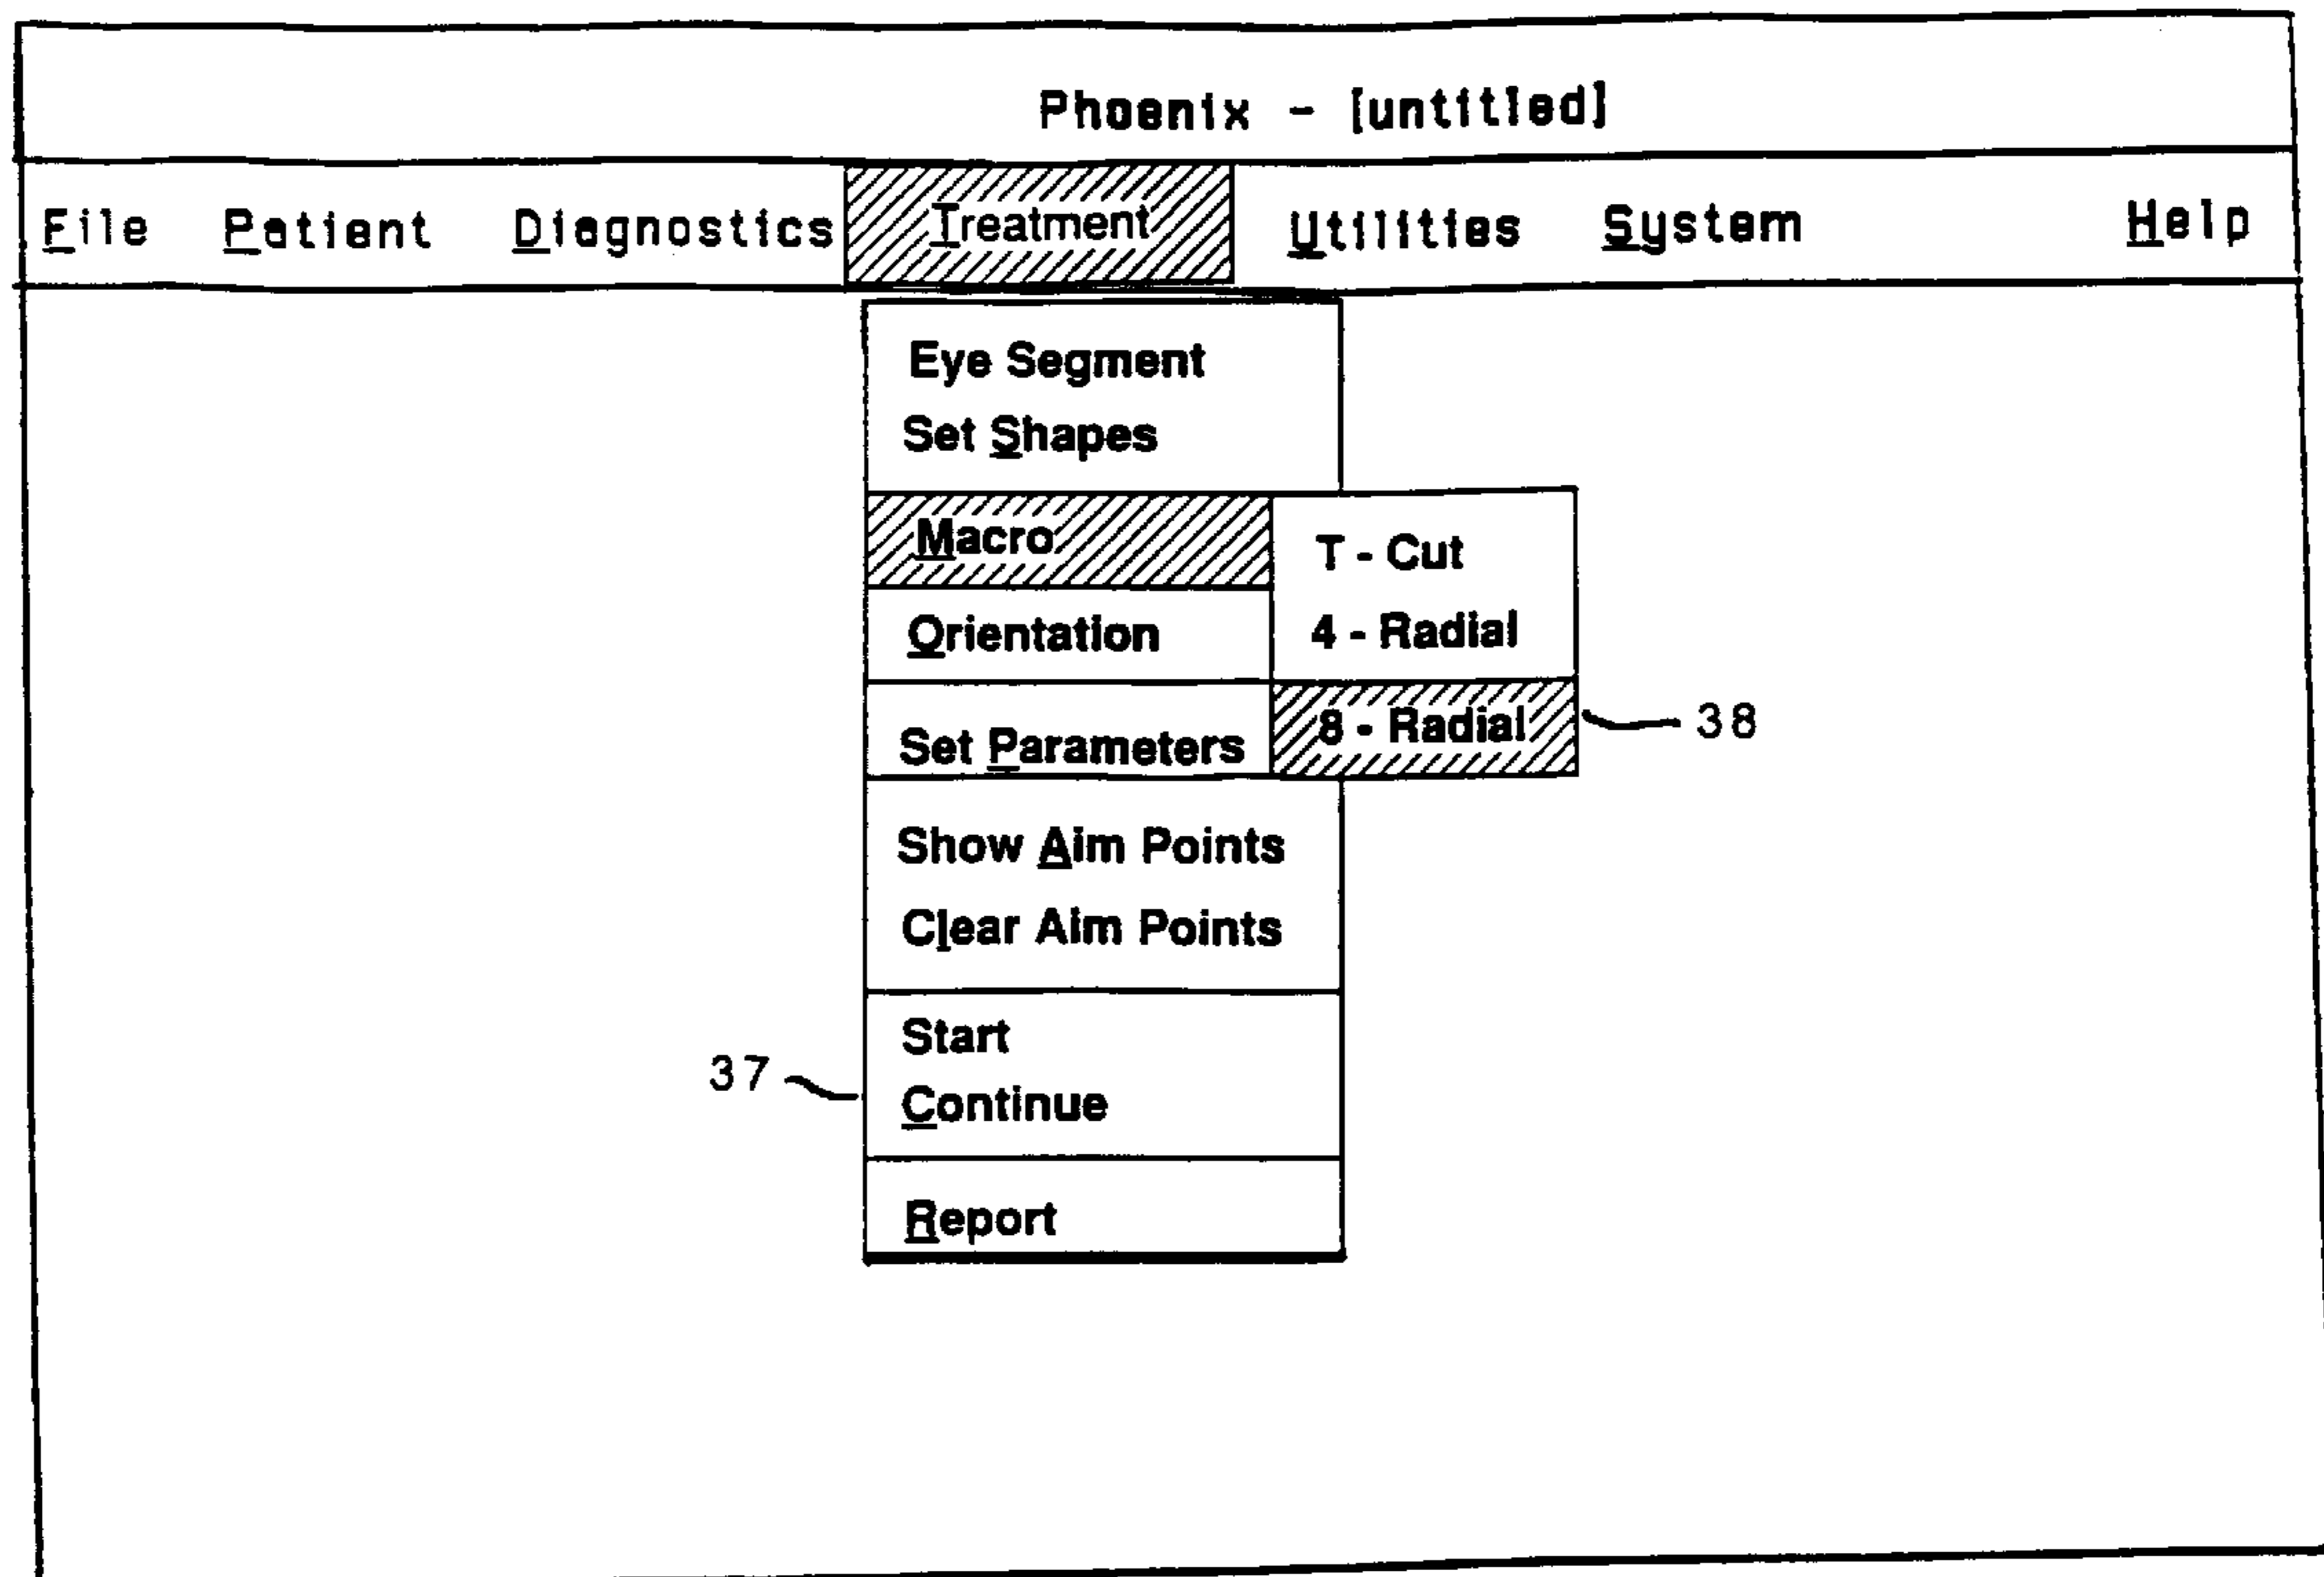 Phoenix - [untitled]
File Patient Diagnostics Treatment Utilities System Help
Eye Segment
Set Shapes
Macro
T - Cut
4 - Radial
8 - Radial
38
Orientation
Set Parameters
Show Aim Points
Clear Aim Points
Start
37
Continue
Report